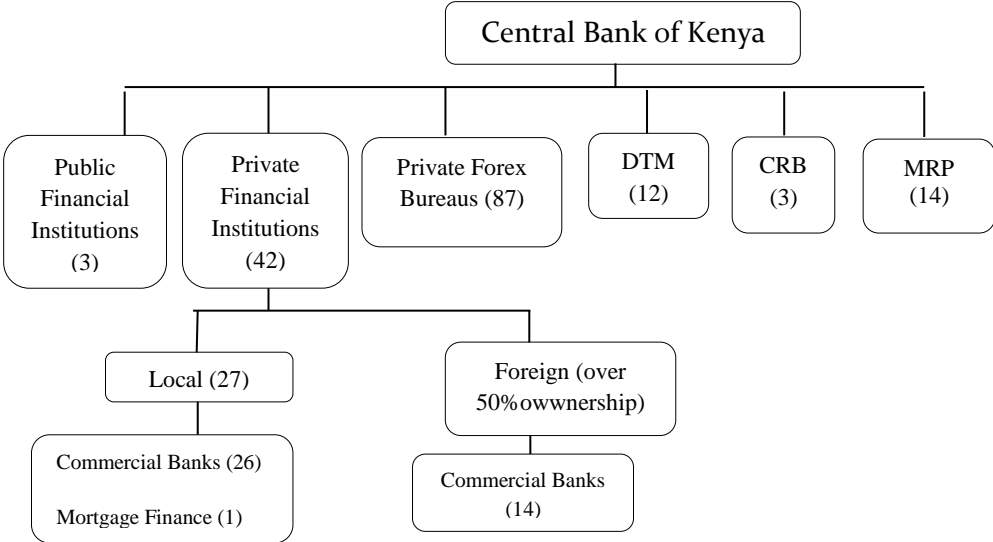 Central Bank of Kenya
Public
Financial
Institutions
(3)
Private
Financial
Institutions
(42)
Private Forex
Bureaus (87)
DTM
(12)
CRB
(3)
MRP
(14)
Local (27)
Foreign (over
50%owwnership)
Commercial Banks (26)
Mortgage Finance (1)
Commercial Banks
(14)